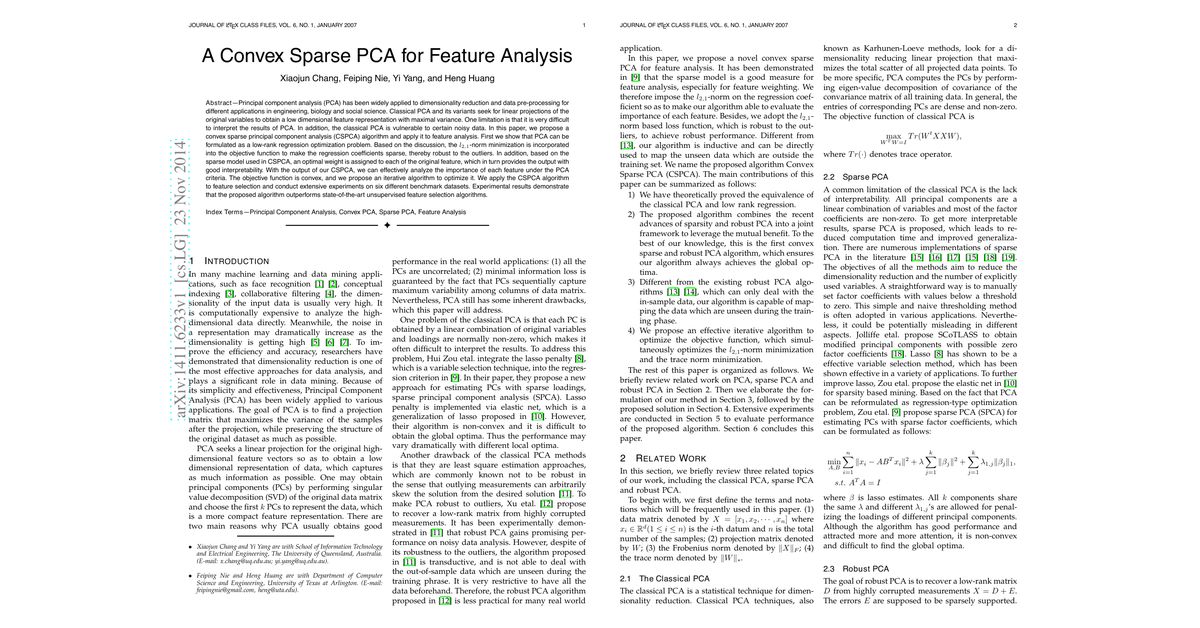 JOURNAL OF LATEX CLASS FILES, VOL. 6, NO. 1, JANUARY 2007
1
A Convex Sparse PCA for Feature Analysis
Xiaojun Chang, Feiping Nie, Yi Yang, and Heng Huang
Abstract—Principal component analysis (PCA) has been widely applied to dimensionality reduction and data pre-processing for
different applications in engineering, biology and social science. Classical PCA and its variants seek for linear projections of the
original variables to obtain a low dimensional feature representation with maximal variance. One limitation is that it is very difficult
to interpret the results of PCA. In addition, the classical PCA is vulnerable to certain noisy data. In this paper, we propose a
convex sparse principal component analysis (CSPCA) algorithm and apply it to feature analysis. First we show that PCA can be
formulated as a low-rank regression optimization problem. Based on the discussion, the l2,1-norm minimization is incorporated
into the objective function to make the regression coefficients sparse, thereby robust to the outliers. In addition, based on the
sparse model used in CSPCA, an optimal weight is assigned to each of the original feature, which in turn provides the output with
good interpretability. With the output of our CSPCA, we can effectively analyze the importance of each feature under the PCA
criteria. The objective function is convex, and we propose an iterative algorithm to optimize it. We apply the CSPCA algorithm
to feature selection and conduct extensive experiments on six different benchmark datasets. Experimental results demonstrate
that the proposed algorithm outperforms state-of-the-art unsupervised feature selection algorithms.
Index Terms—Principal Component Analysis, Convex PCA, Sparse PCA, Feature Analysis
arXiv:1411.6233v1 [cs.LG] 23 Nov 2014
1 INTRODUCTION
In many machine learning and data mining appli-
cations, such as face recognition [1] [2], conceptual
indexing [3], collaborative filtering [4], the dimen-
sionality of the input data is usually very high. It
is computationally expensive to analyze the high-
dimensional data directly. Meanwhile, the noise in
a representation may dramatically increase as the
dimensionality is getting high [5] [6] [7]. To im-
prove the efficiency and accuracy, researchers have
demonstrated that dimensionality reduction is one of
the most effective approaches for data analysis, and
plays a significant role in data mining. Because of
its simplicity and effectiveness, Principal Component
Analysis (PCA) has been widely applied to various
applications. The goal of PCA is to find a projection
matrix that maximizes the variance of the samples
after the projection, while preserving the structure of
the original dataset as much as possible.
PCA seeks a linear projection for the original high-
dimensional feature vectors so as to obtain a low
dimensional representation of data, which captures
as much information as possible. One may obtain
principal components (PCs) by performing singular
value decomposition (SVD) of the original data matrix
and choose the first k PCs to represent the data, which
is a more compact feature representation. There are
two main reasons why PCA usually obtains good
• Xiaojun Chang and Yi Yang are with School of Information Technology
and Electrical Engineering, The University of Queensland, Australia.
(E-mail: x.chang@uq.edu.au; yi.yang@uq.edu.au).
• Feiping Nie and Heng Huang are with Department of Computer
Science and Engineering, University of Texas at Arlington. (E-mail:
feipingnie@gmail.com, heng@uta.edu).
performance in the real world applications: (1) all the
PCs are uncorrelated; (2) minimal information loss is
guaranteed by the fact that PCs sequentially capture
maximum variability among columns of data matrix.
Nevertheless, PCA still has some inherent drawbacks,
which this paper will address.
One problem of the classical PCA is that each PC is
obtained by a linear combination of original variables
and loadings are normally non-zero, which makes it
often difficult to interpret the results. To address this
problem, Hui Zou etal. integrate the lasso penalty [8],
which is a variable selection technique, into the regres-
sion criterion in [9]. In their paper, they propose a new
approach for estimating PCs with sparse loadings,
sparse principal component analysis (SPCA). Lasso
penalty is implemented via elastic net, which is a
generalization of lasso proposed in [10]. However,
their algorithm is non-convex and it is difficult to
obtain the global optima. Thus the performance may
vary dramatically with different local optima.
Another drawback of the classical PCA methods
is that they are least square estimation approaches,
which are commonly known not to be robust in
the sense that outlying measurements can arbitrarily
skew the solution from the desired solution [11]. To
make PCA robust to outliers, Xu etal. [12] propose
to recover a low-rank matrix from highly corrupted
measurements. It has been experimentally demon-
strated in [11] that robust PCA gains promising per-
formance on noisy data analysis. However, despite of
its robustness to the outliers, the algorithm proposed
in [11] is transductive, and is not able to deal with
the out-of-sample data which are unseen during the
training phrase. It is very restrictive to have all the
data beforehand. Therefore, the robust PCA algorithm
proposed in [12] is less practical for many real world
JOURNAL OF LATEX CLASS FILES, VOL. 6, NO. 1, JANUARY 2007
2
application.
In this paper, we propose a novel convex sparse
PCA for feature analysis. It has been demonstrated
in [9] that the sparse model is a good measure for
feature analysis, especially for feature weighting. We
therefore impose the l2,1-norm on the regression coef-
ficient so as to make our algorithm able to evaluate the
importance of each feature. Besides, we adopt the l2,1-
norm based loss function, which is robust to the out-
liers, to achieve robust performance. Different from
[13], our algorithm is inductive and can be directly
used to map the unseen data which are outside the
training set. We name the proposed algorithm Convex
Sparse PCA (CSPCA). The main contributions of this
paper can be summarized as follows:
1) We have theoretically proved the equivalence of
the classical PCA and low rank regression.
2) The proposed algorithm combines the recent
advances of sparsity and robust PCA into a joint
framework to leverage the mutual benefit. To the
best of our knowledge, this is the first convex
sparse and robust PCA algorithm, which ensures
our algorithm always achieves the global op-
tima.
3) Different from the existing robust PCA algo-
rithms [13] [14], which can only deal with the
in-sample data, our algorithm is capable of map-
ping the data which are unseen during the train-
ing phase.
4) We propose an effective iterative algorithm to
optimize the objective function, which simul-
taneously optimizes the l2,1-norm minimization
and the trace norm minimization.
The rest of this paper is organized as follows. We
briefly review related work on PCA, sparse PCA and
robust PCA in Section 2. Then we elaborate the for-
mulation of our method in Section 3, followed by the
proposed solution in Section 4. Extensive experiments
are conducted in Section 5 to evaluate performance
of the proposed algorithm. Section 6 concludes this
paper.
2 RELATED WORK
In this section, we briefly review three related topics
of our work, including the classical PCA, sparse PCA
and robust PCA.
To begin with, we first define the terms and nota-
tions which will be frequently used in this paper. (1)
data matrix denoted by X = [x1, x2, · · · , xn] where
xi ∈ ℝd(1 ≤ i ≤ n) is the i-th datum and n is the total
number of the samples; (2) projection matrix denoted
by W; (3) the Frobenius norm denoted by ‖X‖F; (4)
the trace norm denoted by ‖W‖*.
2.1 The Classical PCA
The classical PCA is a statistical technique for dimen-
sionality reduction. Classical PCA techniques, also
known as Karhunen-Loeve methods, look for a di-
mensionality reducing linear projection that maxi-
mizes the total scatter of all projected data points. To
be more specific, PCA computes the PCs by perform-
ing eigen-value decomposition of covariance of the
covariance matrix of all training data. In general, the
entries of corresponding PCs are dense and non-zero.
The objective function of classical PCA is
max WTW=I Tr(WtXXW),
where Tr(·) denotes trace operator.
2.2 Sparse PCA
A common limitation of the classical PCA is the lack
of interpretability. All principal components are a
linear combination of variables and most of the factor
coefficients are non-zero. To get more interpretable
results, sparse PCA is proposed, which leads to re-
duced computation time and improved generaliza-
tion. There are numerous implementations of sparse
PCA in the literature [15] [16] [17] [15] [18] [19].
The objectives of all the methods aim to reduce the
dimensionality and the number of explicitly
used variables. A straightforward way is to manually
set factor coefficients with values below a threshold
to zero. This simple and naive thresholding method
is often adopted in various applications. Neverthe-
less, it could be potentially misleading in different
aspects. Jolliffe etal. propose SCoTLASS to obtain
modified principal components with possible zero
factor coefficients [18]. Lasso [8] has shown to be a
effective variable selection method, which has been
shown effective in a variety of applications. To further
improve lasso, Zou etal. propose the elastic net in [10]
for sparsity based mining. Based on the fact that PCA
can be reformulated as regression-type optimization
problem, Zou etal. [9] propose sparse PCA (SPCA) for
estimating PCs with sparse factor coefficients, which
can be formulated as follows:
min A,B ∑ni=1 ‖xi − ABTxi‖2 + λ ∑kj=1 ‖βj‖2 + ∑kj=1 λ1,j‖βj‖1,
s.t. ATA = I
where β is lasso estimates. All k components share
the same λ and different λ1,j's are allowed for penal-
izing the loadings of different principal components.
Although the algorithm has good performance and
attracted more and more attention, it is non-convex
and difficult to find the global optima.
2.3 Robust PCA
The goal of robust PCA is to recover a low-rank matrix
D from highly corrupted measurements X = D + E.
The errors E are supposed to be sparsely supported.